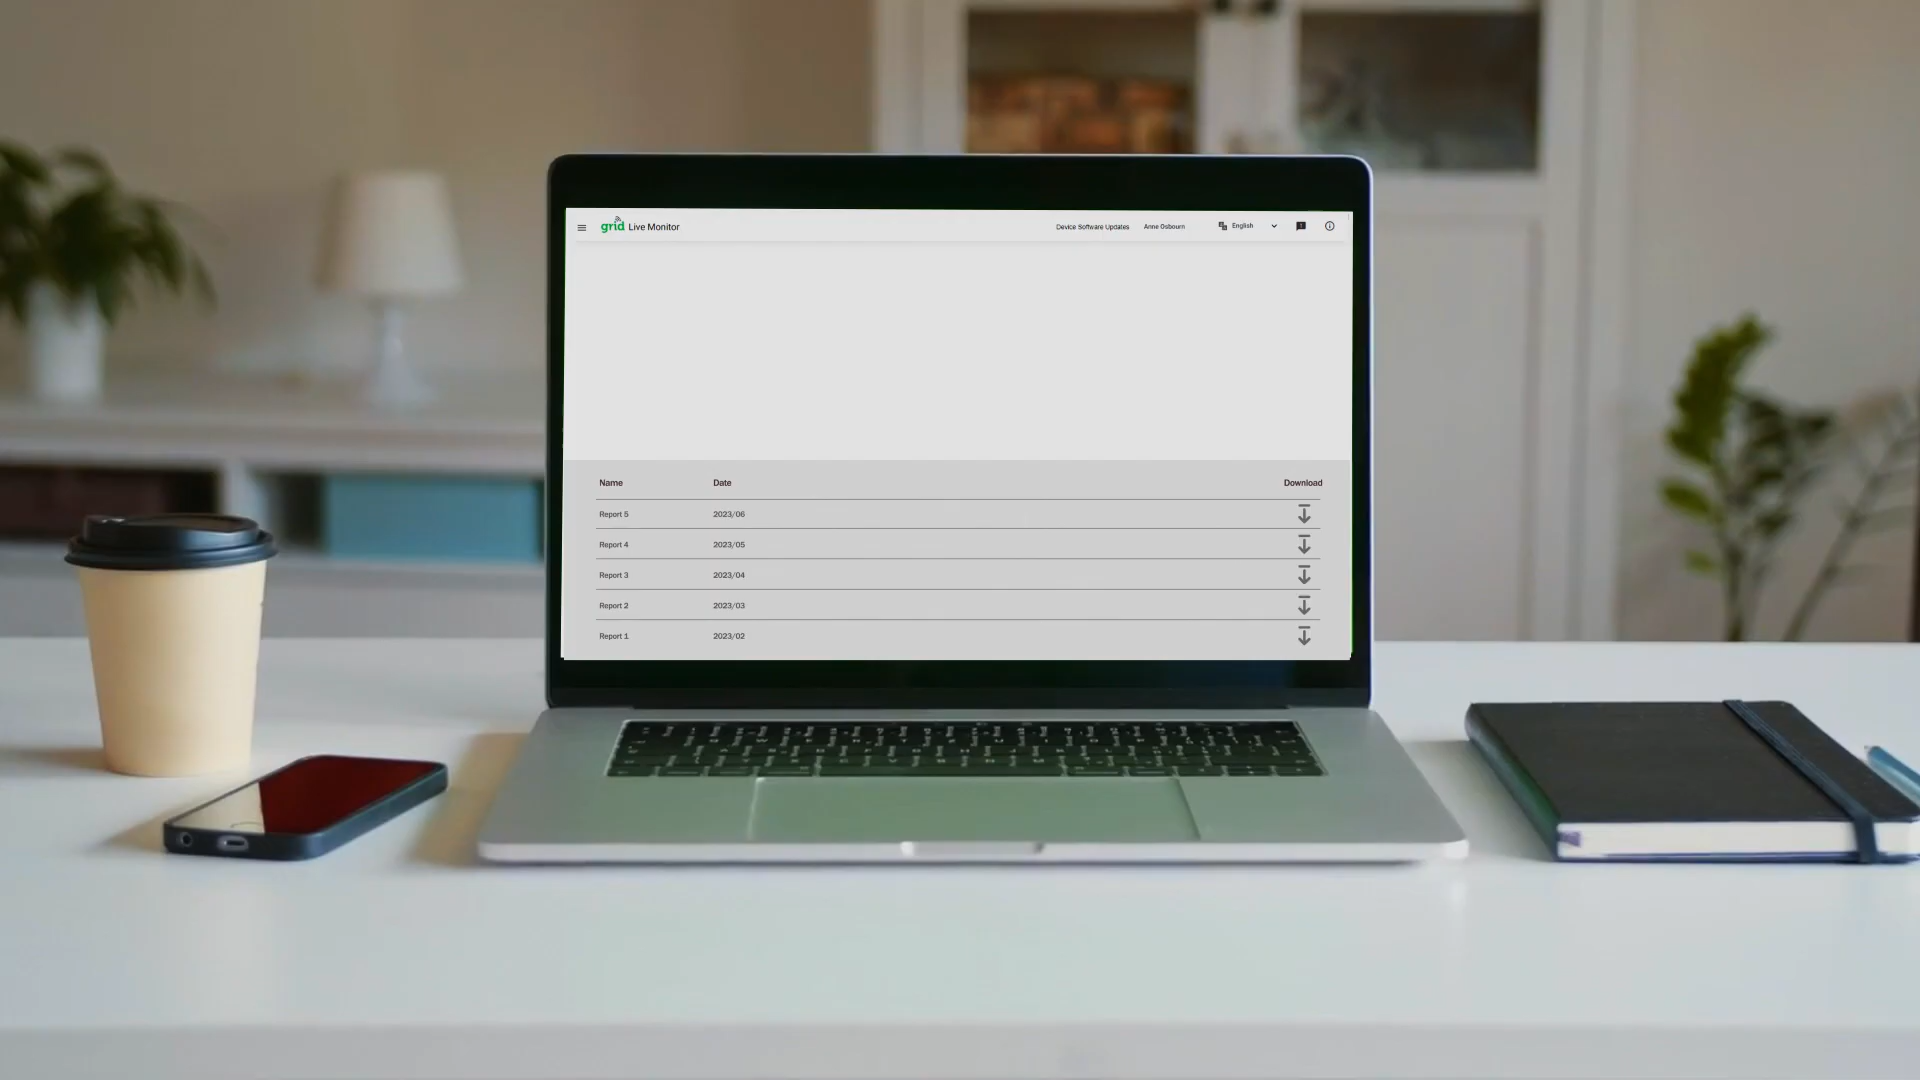 grid Live Monitor Device Software Updates Anne Osbourn English
Name Date Download
Report 5 2023/06
Report 4 2023/05
Report 3 2023/04
Report 2 2023/03
Report 1 2023/02